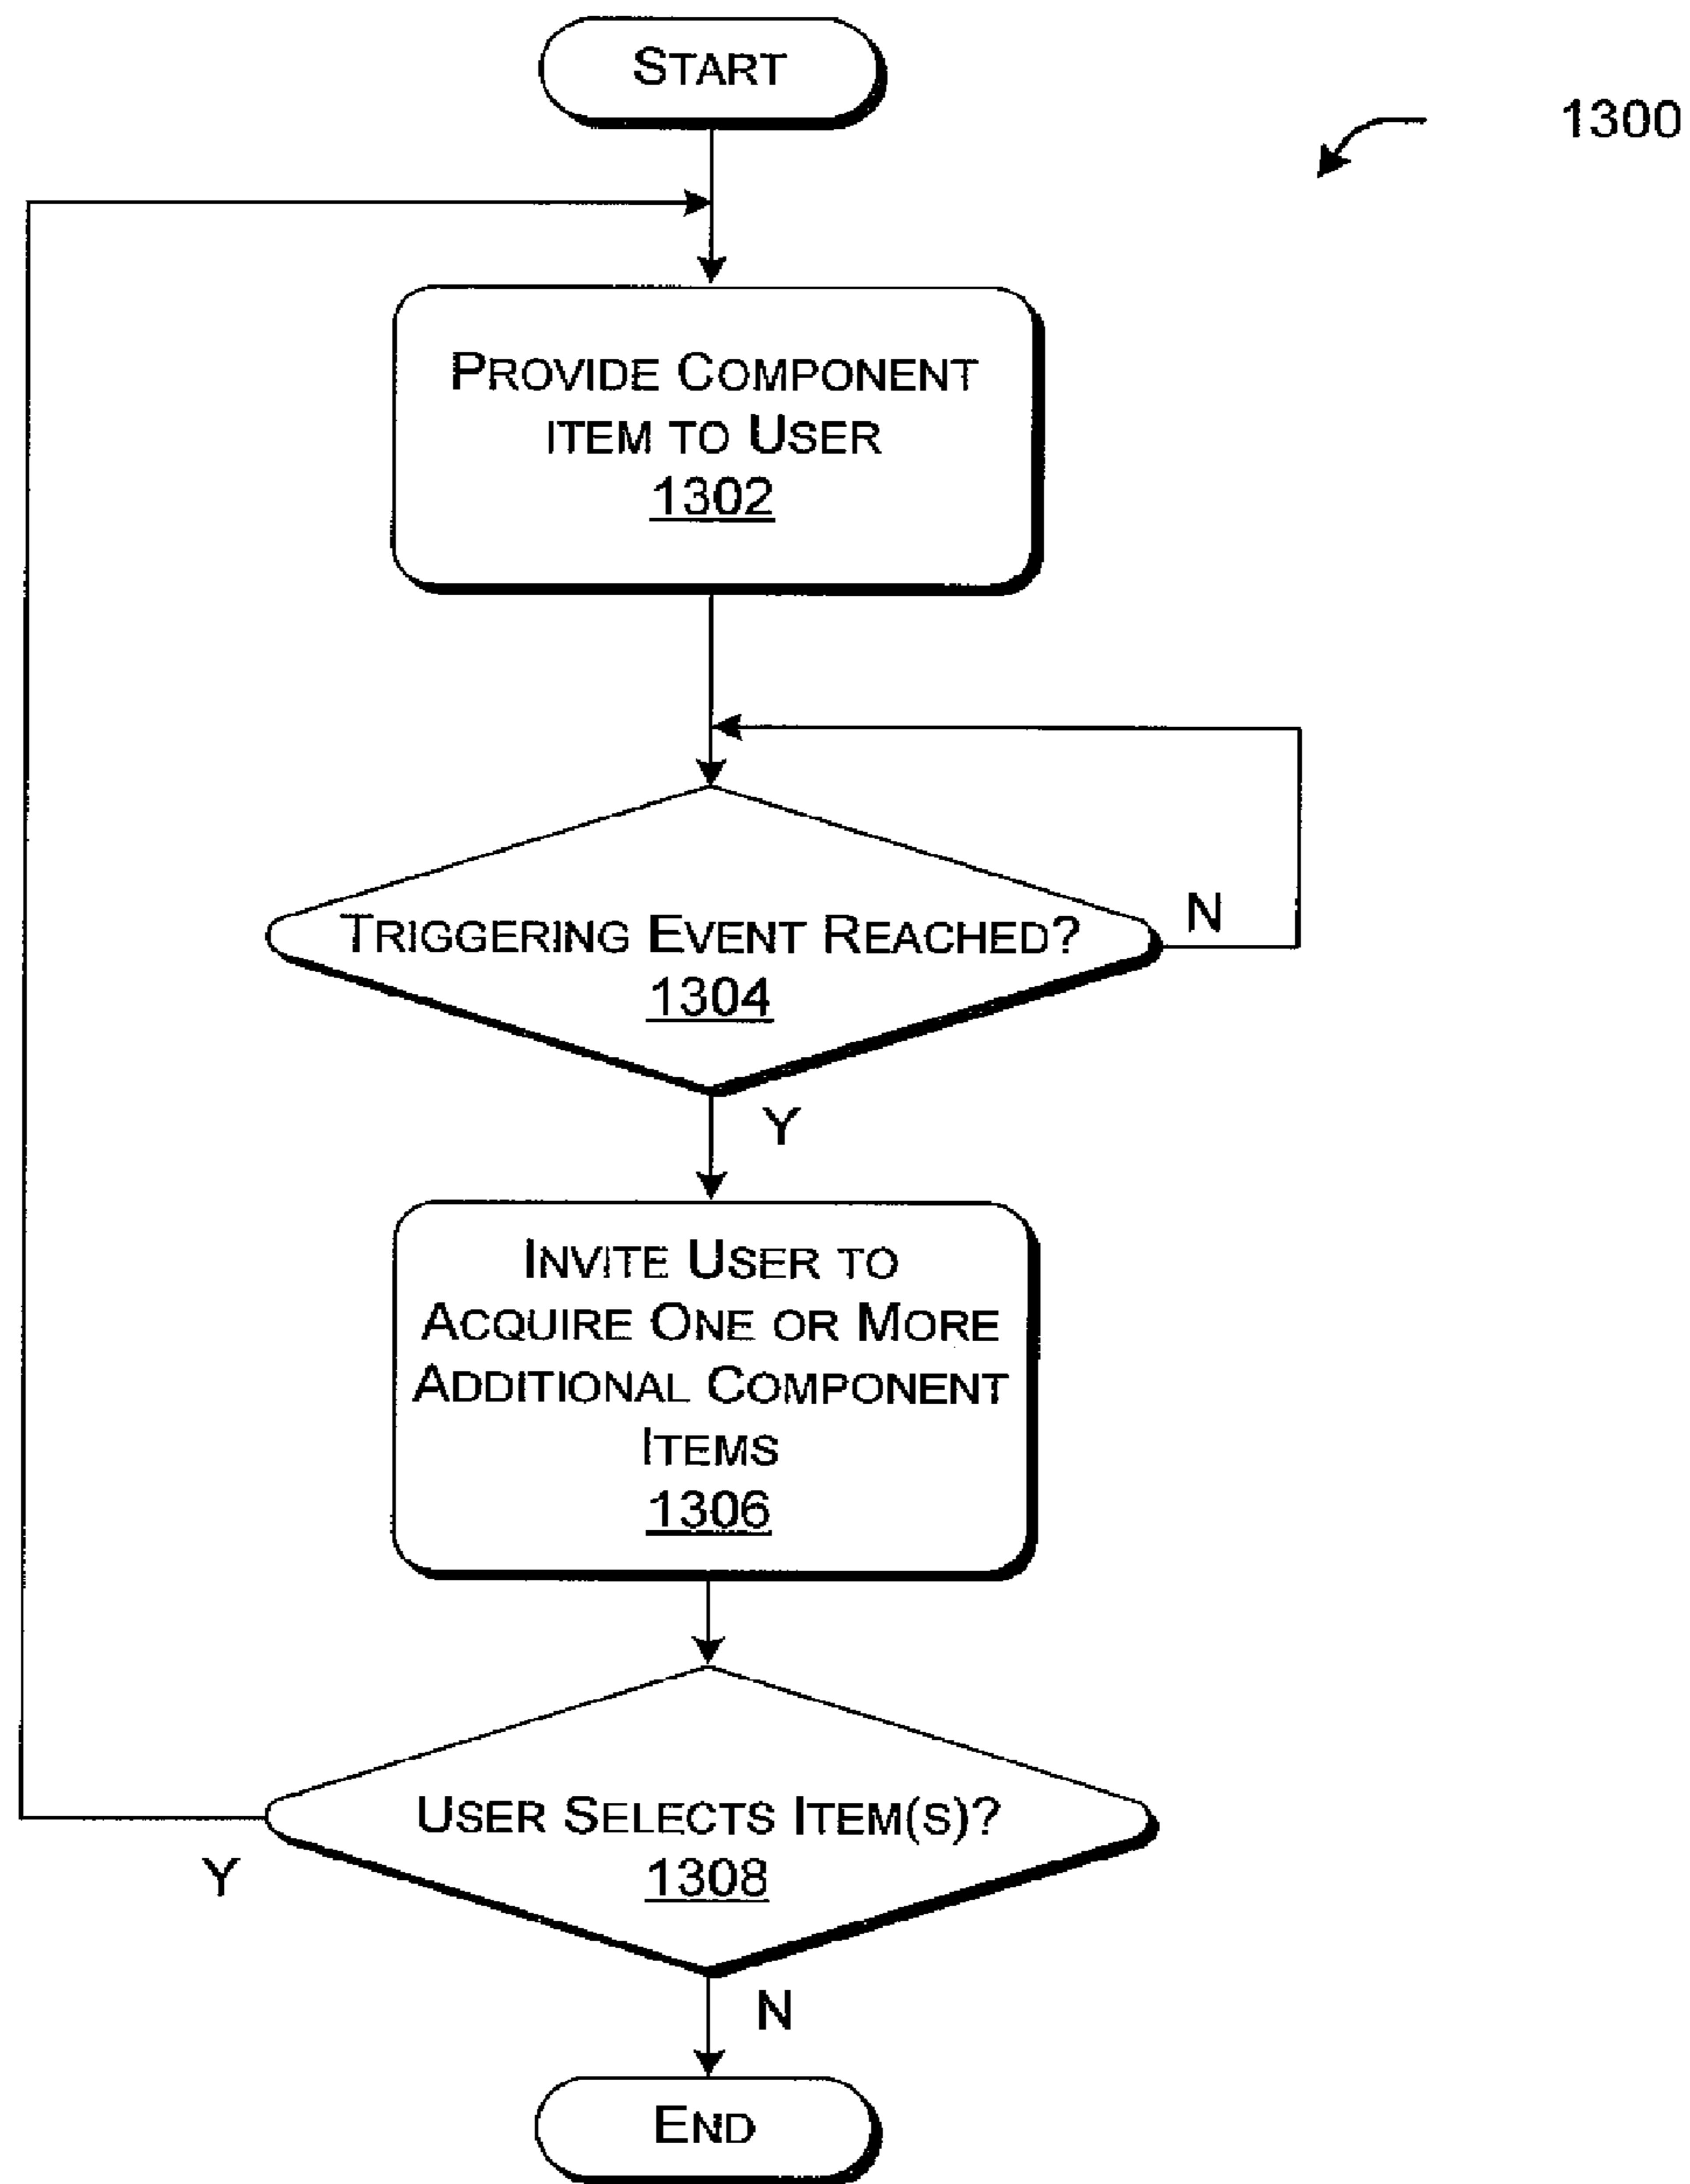 START
1300
PROVIDE COMPONENT
ITEM TO USER
1302
TRIGGERING EVENT REACHED?
1304
N
Y
INVITE USER TO
ACQUIRE ONE OR MORE
ADDITIONAL COMPONENT
ITEMS
1306
USER SELECTS ITEM(S)?
1308
Y
N
END